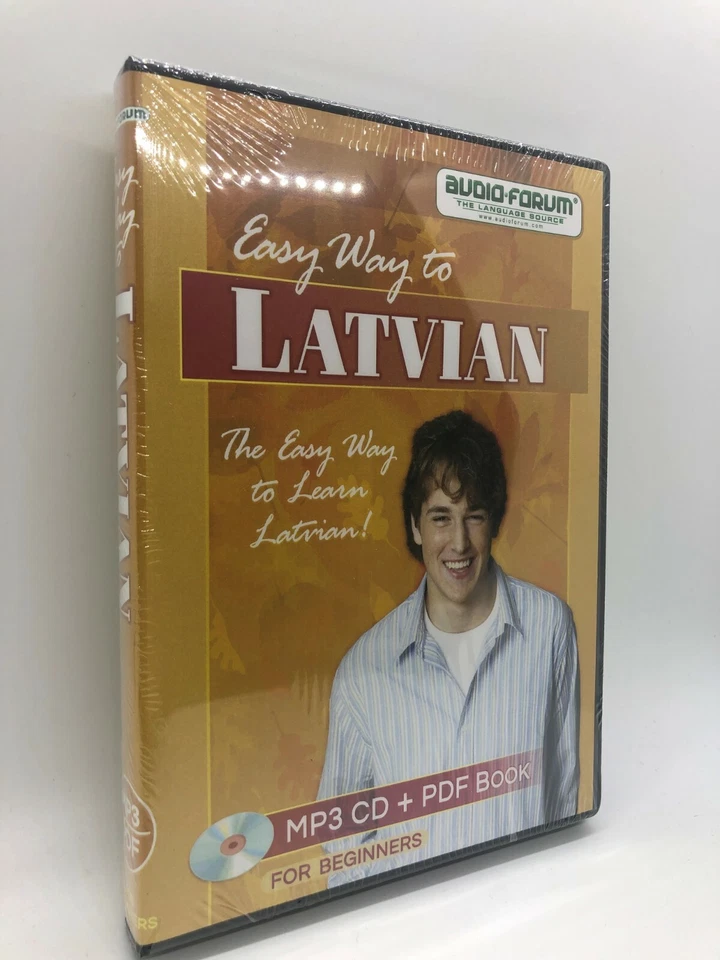 AUDIO·FORUM®
THE LANGUAGE SOURCE
www.audioforum.com
Easy Way to
LATVIAN
The Easy Way
to Learn
Latvian!
MP3 CD + PDF BOOK
FOR BEGINNERS
LATVIAN